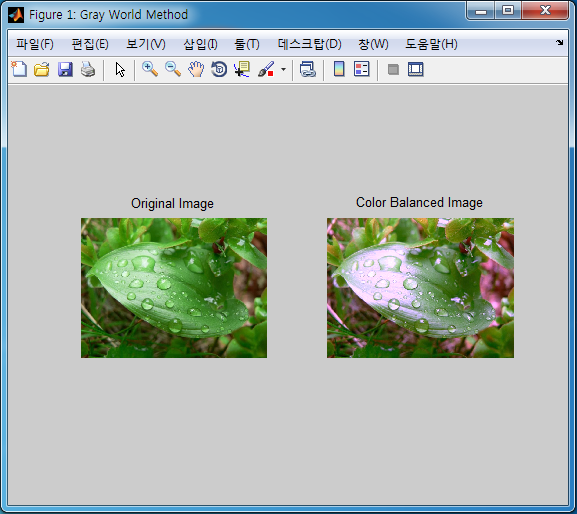 Figure 1: Gray World Method
파일(F) 편집(E) 보기(V) 삽입(I) 툴(T) 데스크탑(D) 창(W) 도움말(H)
Original Image
Color Balanced Image